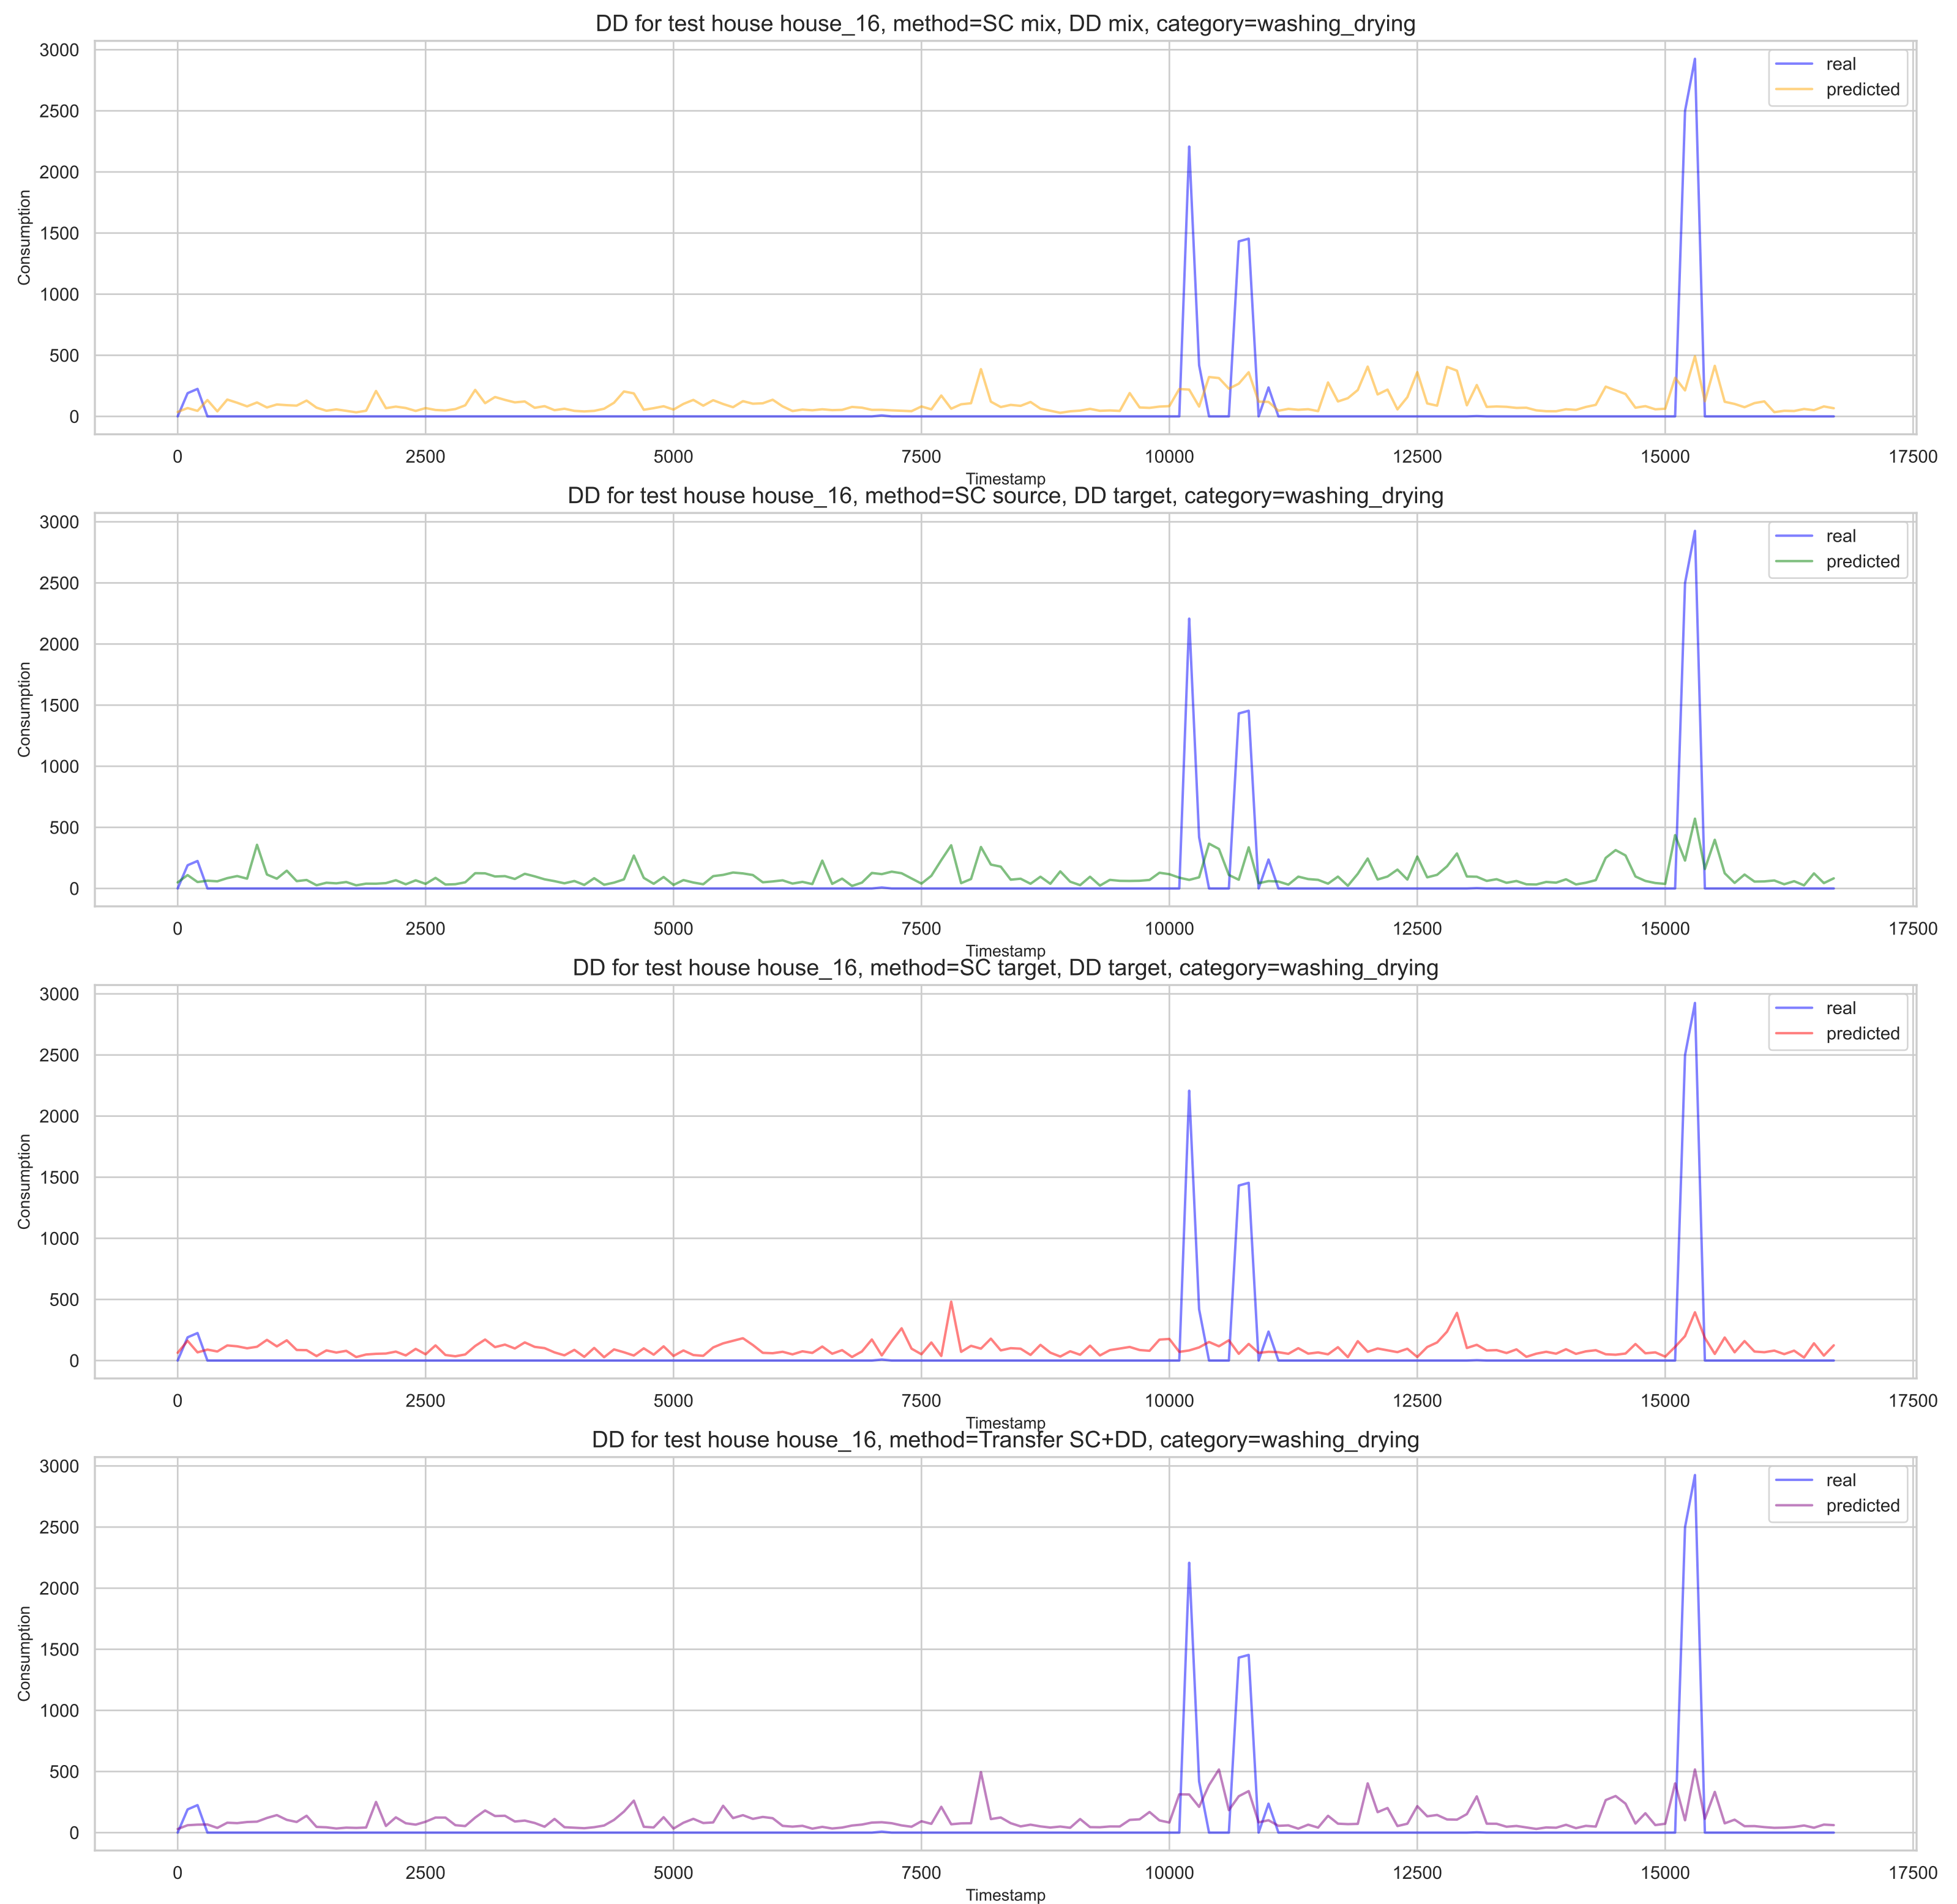 DD for test house house_16, method=SC mix, DD mix, category=washing_drying
3000
2500
2000
1500
1000
500
0
Consumption
real
predicted
0 2500 5000 7500 10000 12500 15000 17500
Timestamp
DD for test house house_16, method=SC source, DD target, category=washing_drying
3000
2500
2000
1500
1000
500
0
Consumption
real
predicted
0 2500 5000 7500 10000 12500 15000 17500
Timestamp
DD for test house house_16, method=SC target, DD target, category=washing_drying
3000
2500
2000
1500
1000
500
0
Consumption
real
predicted
0 2500 5000 7500 10000 12500 15000 17500
Timestamp
DD for test house house_16, method=Transfer SC+DD, category=washing_drying
3000
2500
2000
1500
1000
500
0
Consumption
real
predicted
0 2500 5000 7500 10000 12500 15000 17500
Timestamp